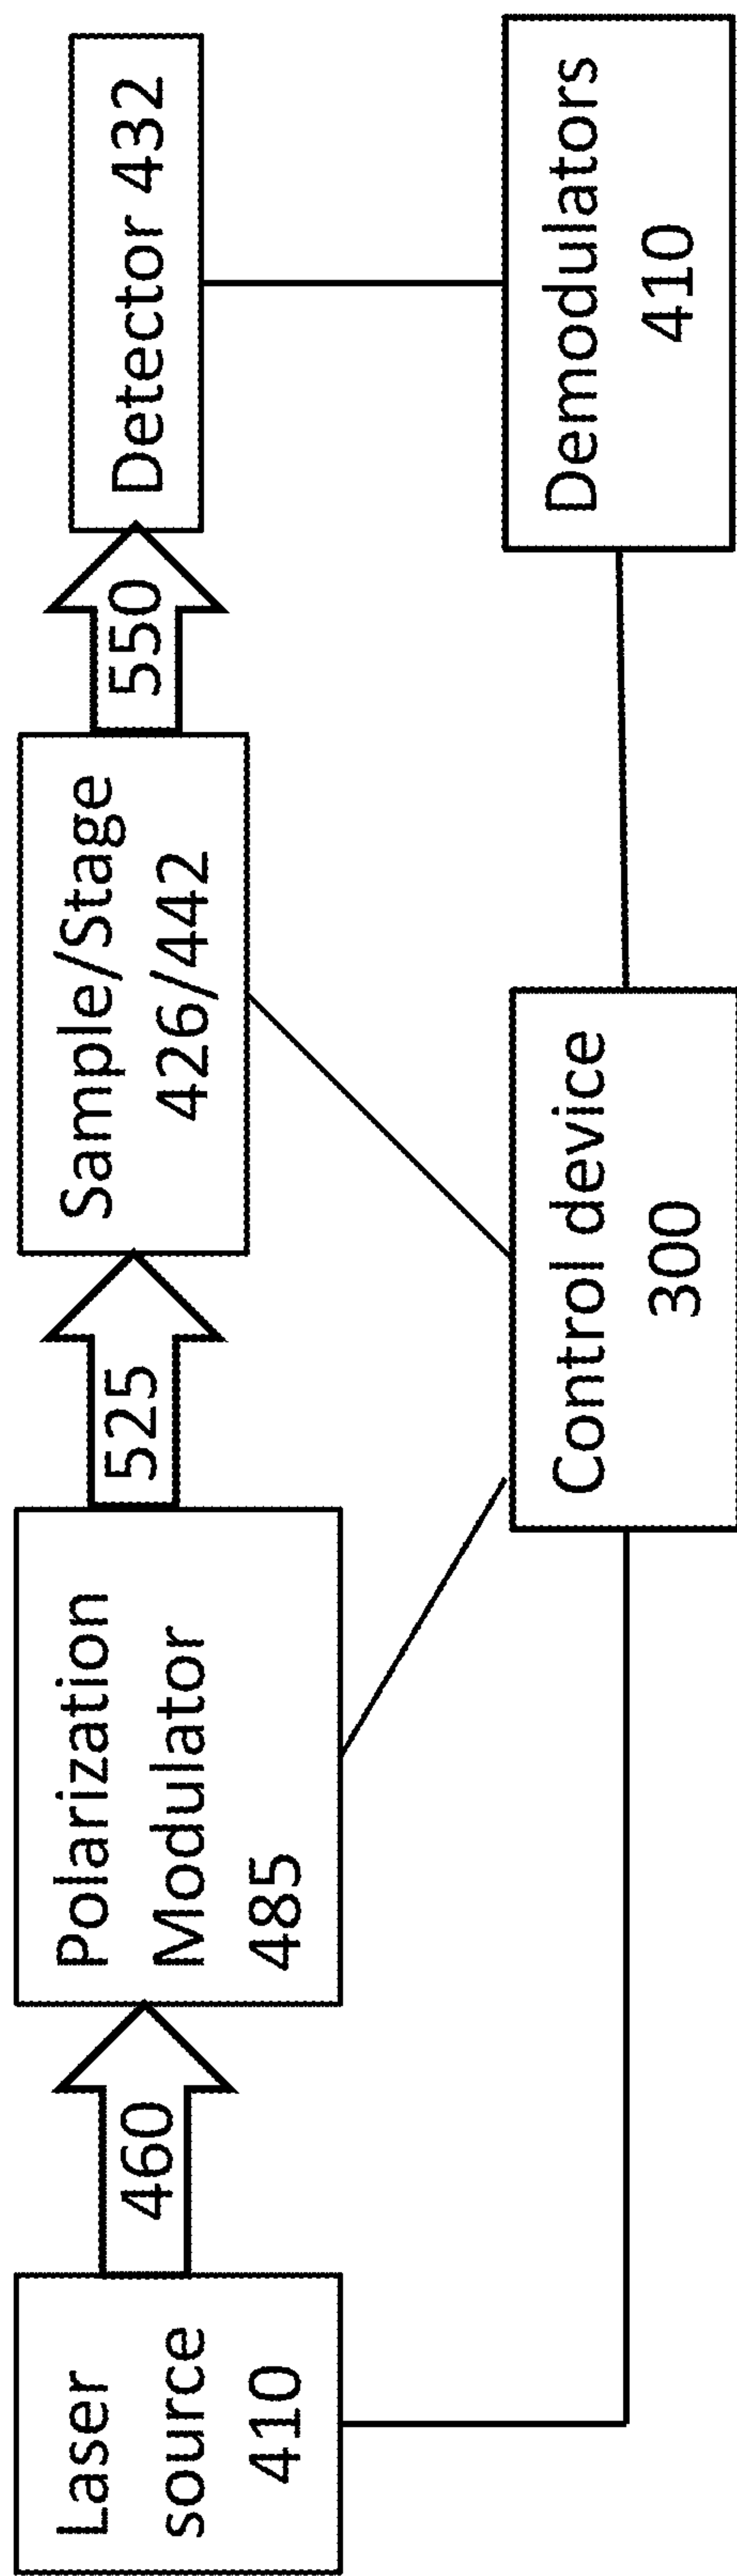 Laser
source
410
460
Polarization
Modulator
485
525
Sample/Stage
426/442
550
Detector 432
Control device
300
Demodulators
410